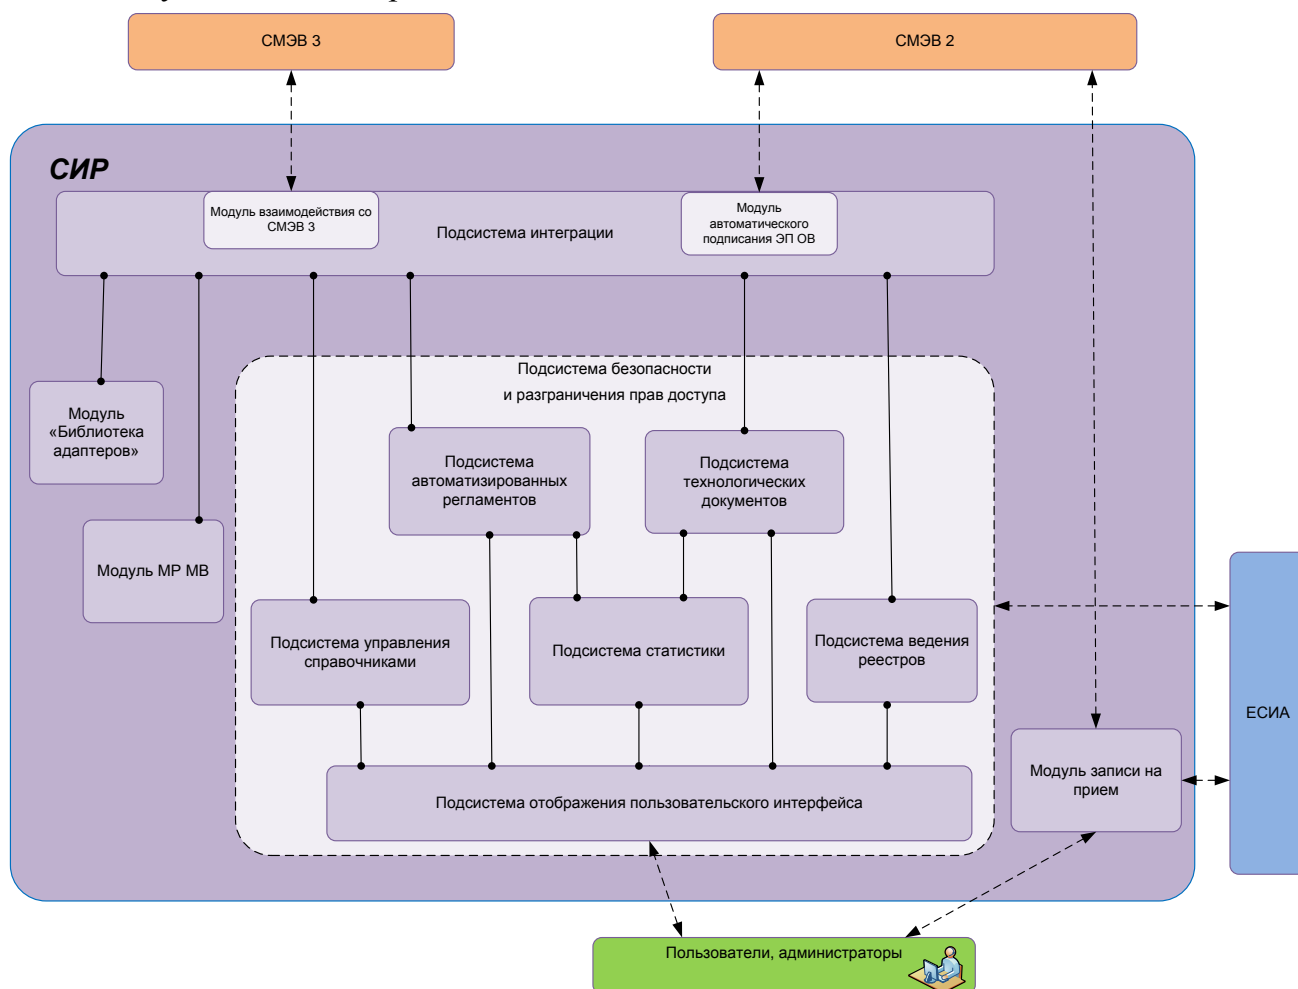 СМЭВ 3
СМЭВ 2
СИР
Модуль взаимодействия со
СМЭВ 3
Модуль
автоматического
подписания ЭП ОВ
Подсистема интеграции
Подсистема безопасности
и разграничения прав доступа
Модуль
«Библиотека
адаптеров»
Подсистема
автоматизированных
регламентов
Подсистема
технологических
документов
Модуль МР МВ
Подсистема управления
справочниками
Подсистема статистики
Подсистема ведения
реестров
ЕСИА
Модуль записи на
прием
Подсистема отображения пользовательского интерфейса
Пользователи, администраторы